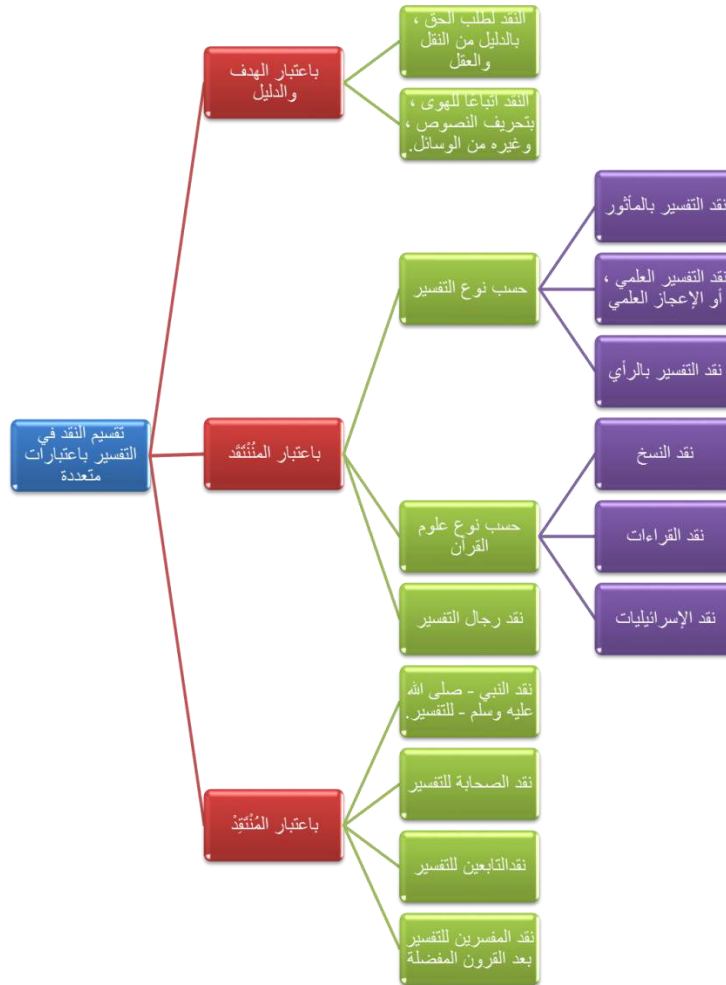 تقسيم النقد في
التفسير باعتبارات
متعددة
باعتبار الهدف
والدليل
النقد لطلب الحق ،
بالدليل من النقل
والعقل
النقد اتباعًا للهوى ،
بتحريف النصوص ،
وغيره من الوسائل.
باعتبار المُنْتَقَد
حسب نوع التفسير
نقد التفسير بالمأثور
نقد التفسير العلمي ،
أو الإعجاز العلمي
نقد التفسير بالرأي
حسب نوع علوم
القرآن
نقد النسخ
نقد القراءات
نقد الإسرائيليات
نقد رجال التفسير
باعتبار المُنْتَقِدْ
نقد النبي - صلى الله
عليه وسلم - للتفسير.
نقد الصحابة للتفسير
نقدالتابعين للتفسير
نقد المفسرين للتفسير
بعد القرون المفضلة